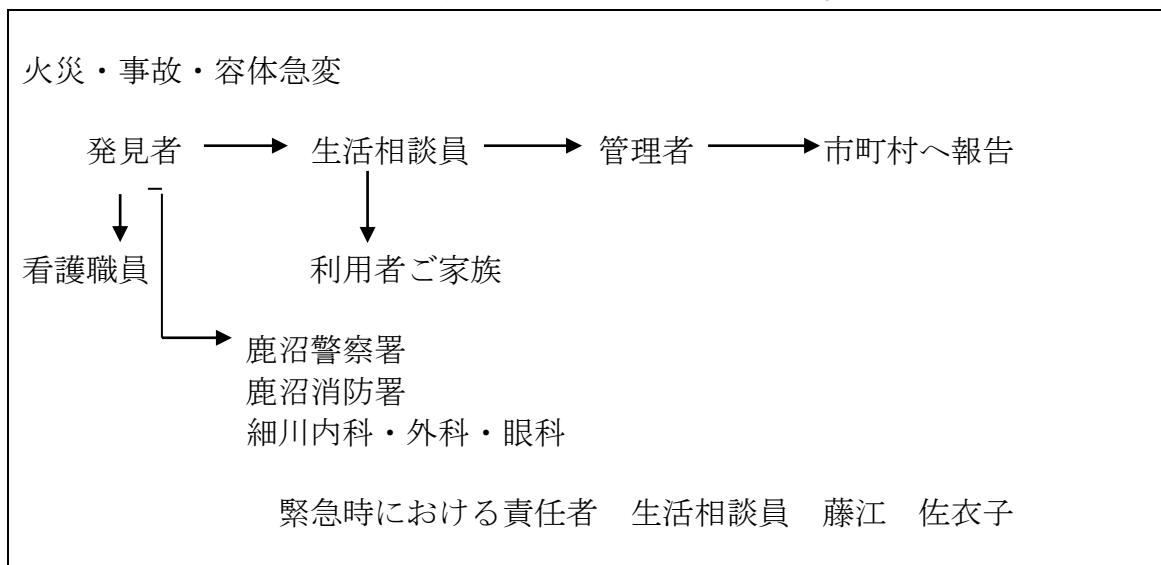 火災・事故・容体急変
発見者 生活相談員 管理者 市町村へ報告
看護職員 利用者ご家族
鹿沼警察署
鹿沼消防署
細川内科・外科・眼科
緊急時における責任者 生活相談員 藤江 佐衣子